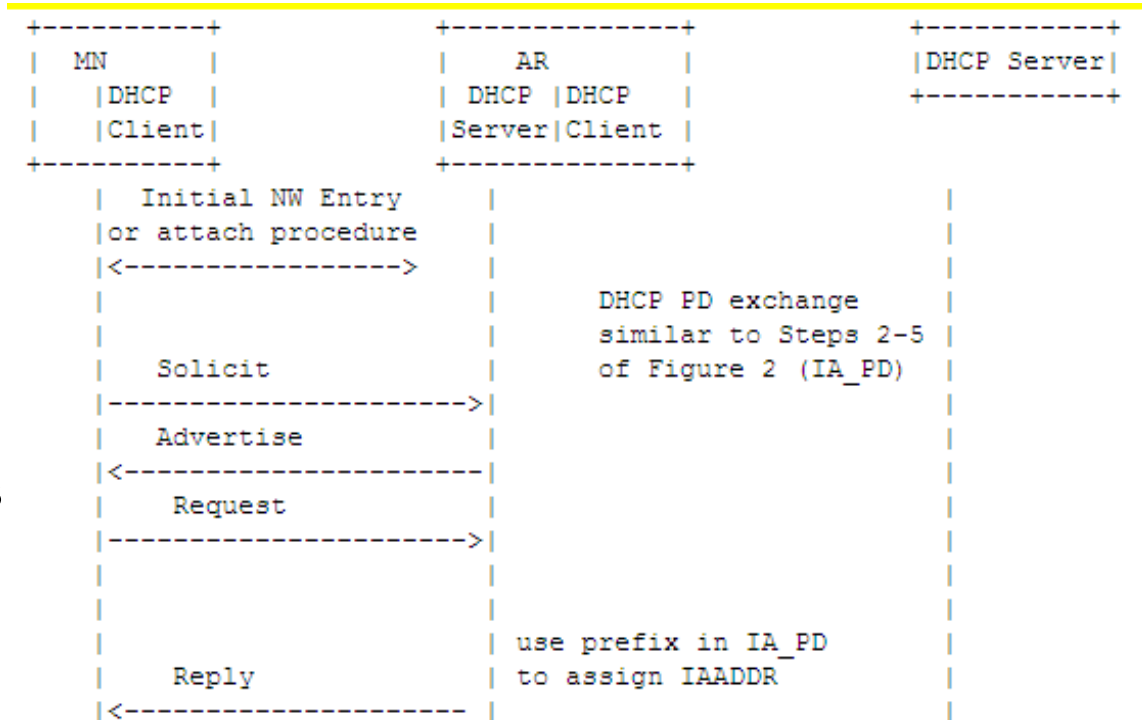 +----------+ +--------------+ +-----------+
| MN | | AR | |DHCP Server|
| |DHCP | | DHCP |DHCP | +-----------+
| |Client| |Server|Client |
+----------+ +--------------+
| Initial NW Entry | |
|or attach procedure | |
|<-----------------> | |
| | DHCP PD exchange |
| | similar to Steps 2-5 |
| Solicit | of Figure 2 (IA_PD) |
|---------------------->| |
| Advertise | |
|<----------------------| |
| Request | |
|---------------------->| |
| | |
| | |
| | use prefix in IA_PD |
| Reply | to assign IAADDR |
|<--------------------- | |